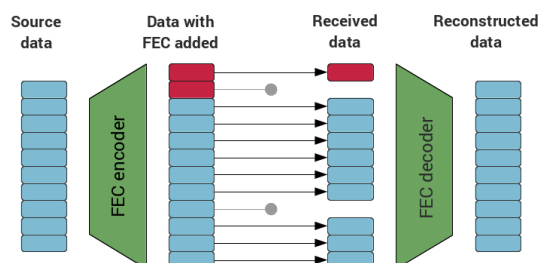 Source
data
Data with
FEC added
Received
data
Reconstructed
data
FEC encoder
FEC decoder